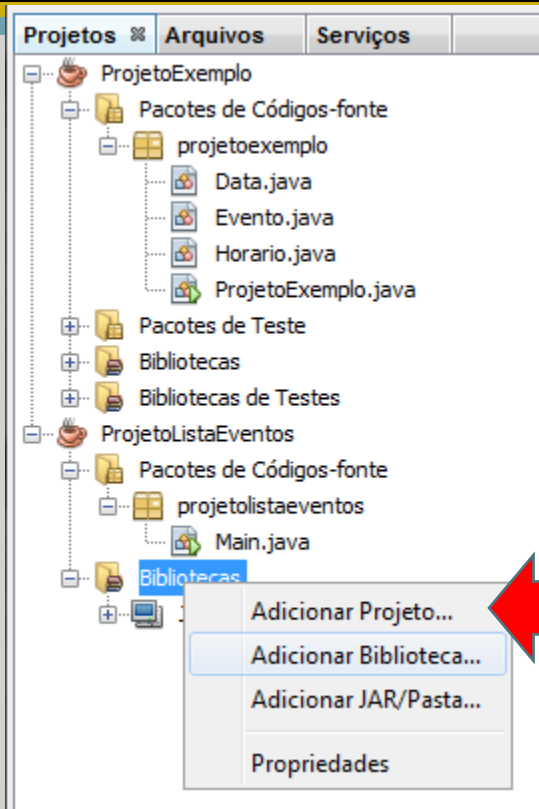 Projetos Arquivos Serviços
ProjetoExemplo
Pacotes de Códigos-fonte
projetoexemplo
Data.java
Evento.java
Horario.java
ProjetoExemplo.java
Pacotes de Teste
Bibliotecas
Bibliotecas de Testes
ProjetoListaEventos
Pacotes de Códigos-fonte
projetolistaeventos
Main.java
Bibliotecas
Adicionar Projeto...
Adicionar Biblioteca...
Adicionar JAR/Pasta...
Propriedades